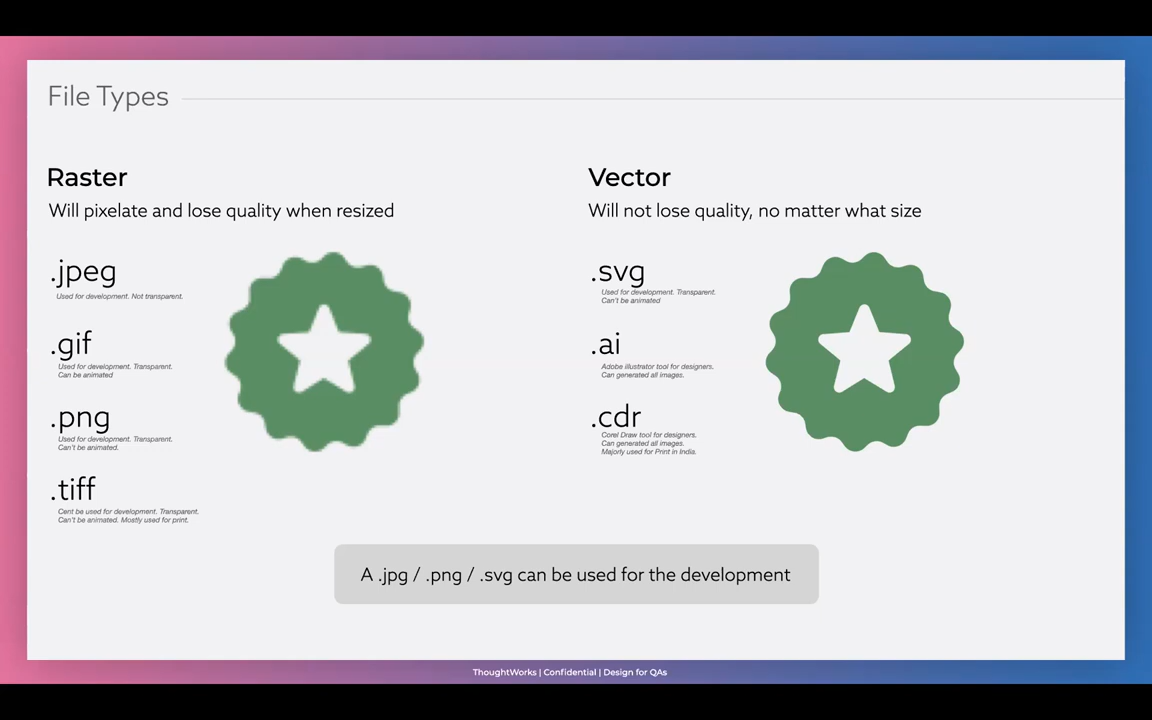 File Types
Raster
Will pixelate and lose quality when resized
.jpeg
Used for development. Not transparent.
.gif
Used for development. Transparent.
Can be animated
.png
Used for development. Transparent.
Can't be animated.
.tiff
Cent be used for development. Transparent.
Can't be animated. Mostly used for print.
Vector
Will not lose quality, no matter what size
.svg
Used for development. Transparent.
Can't be animated
.ai
Adobe illustrator tool for designers.
Can generated all images.
.cdr
Corel Draw tool for designers.
Can generated all images.
Majorly used for Print in India.
A .jpg / .png / .svg can be used for the development
ThoughtWorks | Confidential | Design for QAs